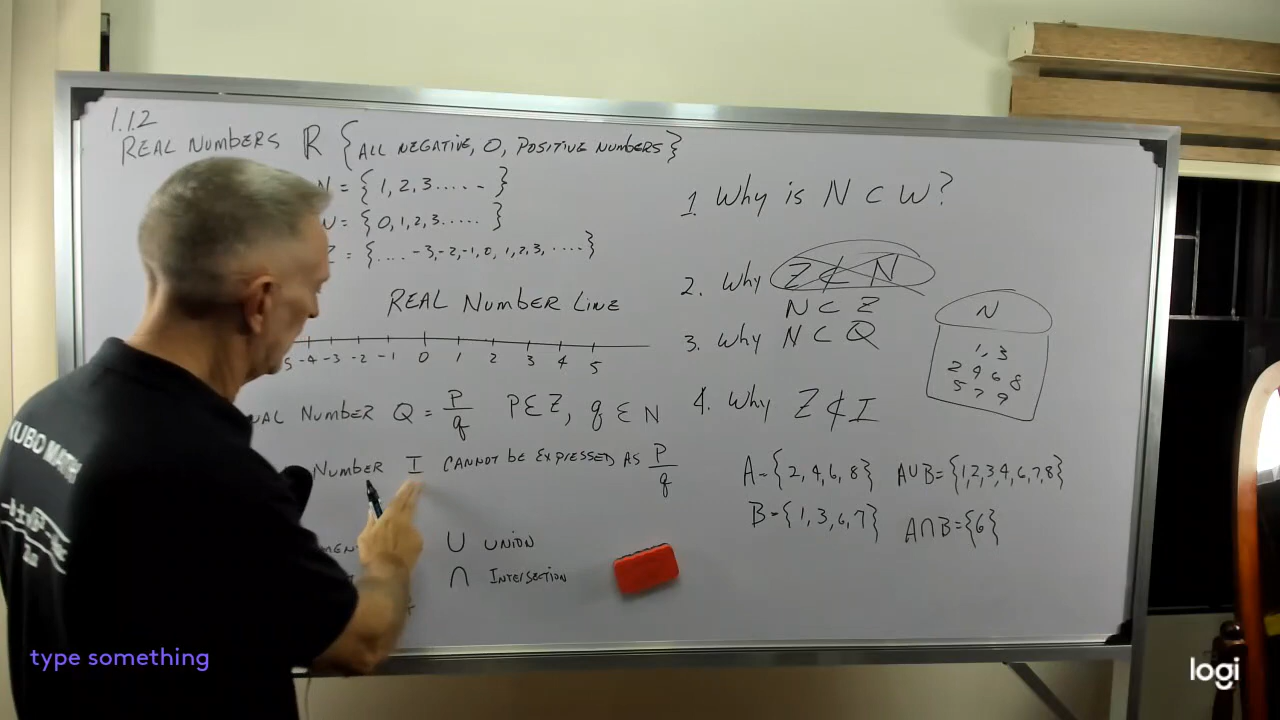 1.1.2
REAL NUMBERS R {ALL NEGATIVE, 0, POSITIVE NUMBERS}
N = {1, 2, 3.....}
= {0, 1, 2, 3.....}
= {.... -3, -2, -1, 0, 1, 2, 3, .....}
REAL NUMBER LINE
5 -4 -3 -2 -1 0 1 2 3 4 5
NUMBER Q = P/q P∈Z, q∈N
NUMBER I CANNOT BE EXPRESSED AS P/q
∪ UNION
∩ INTERSECTION
1. Why is N ⊂ W?
2. Why Z ⊄ N
N ⊂ Z
3. Why N ⊂ Q
4. Why Z ⊄ I
N
1, 3
2 4 6 8
5 7 9
A={2, 4, 6, 8} A∪B={1,2,3,4,6,7,8}
B={1, 3, 6, 7} A∩B={6}
KUBO MATH
type something
logi